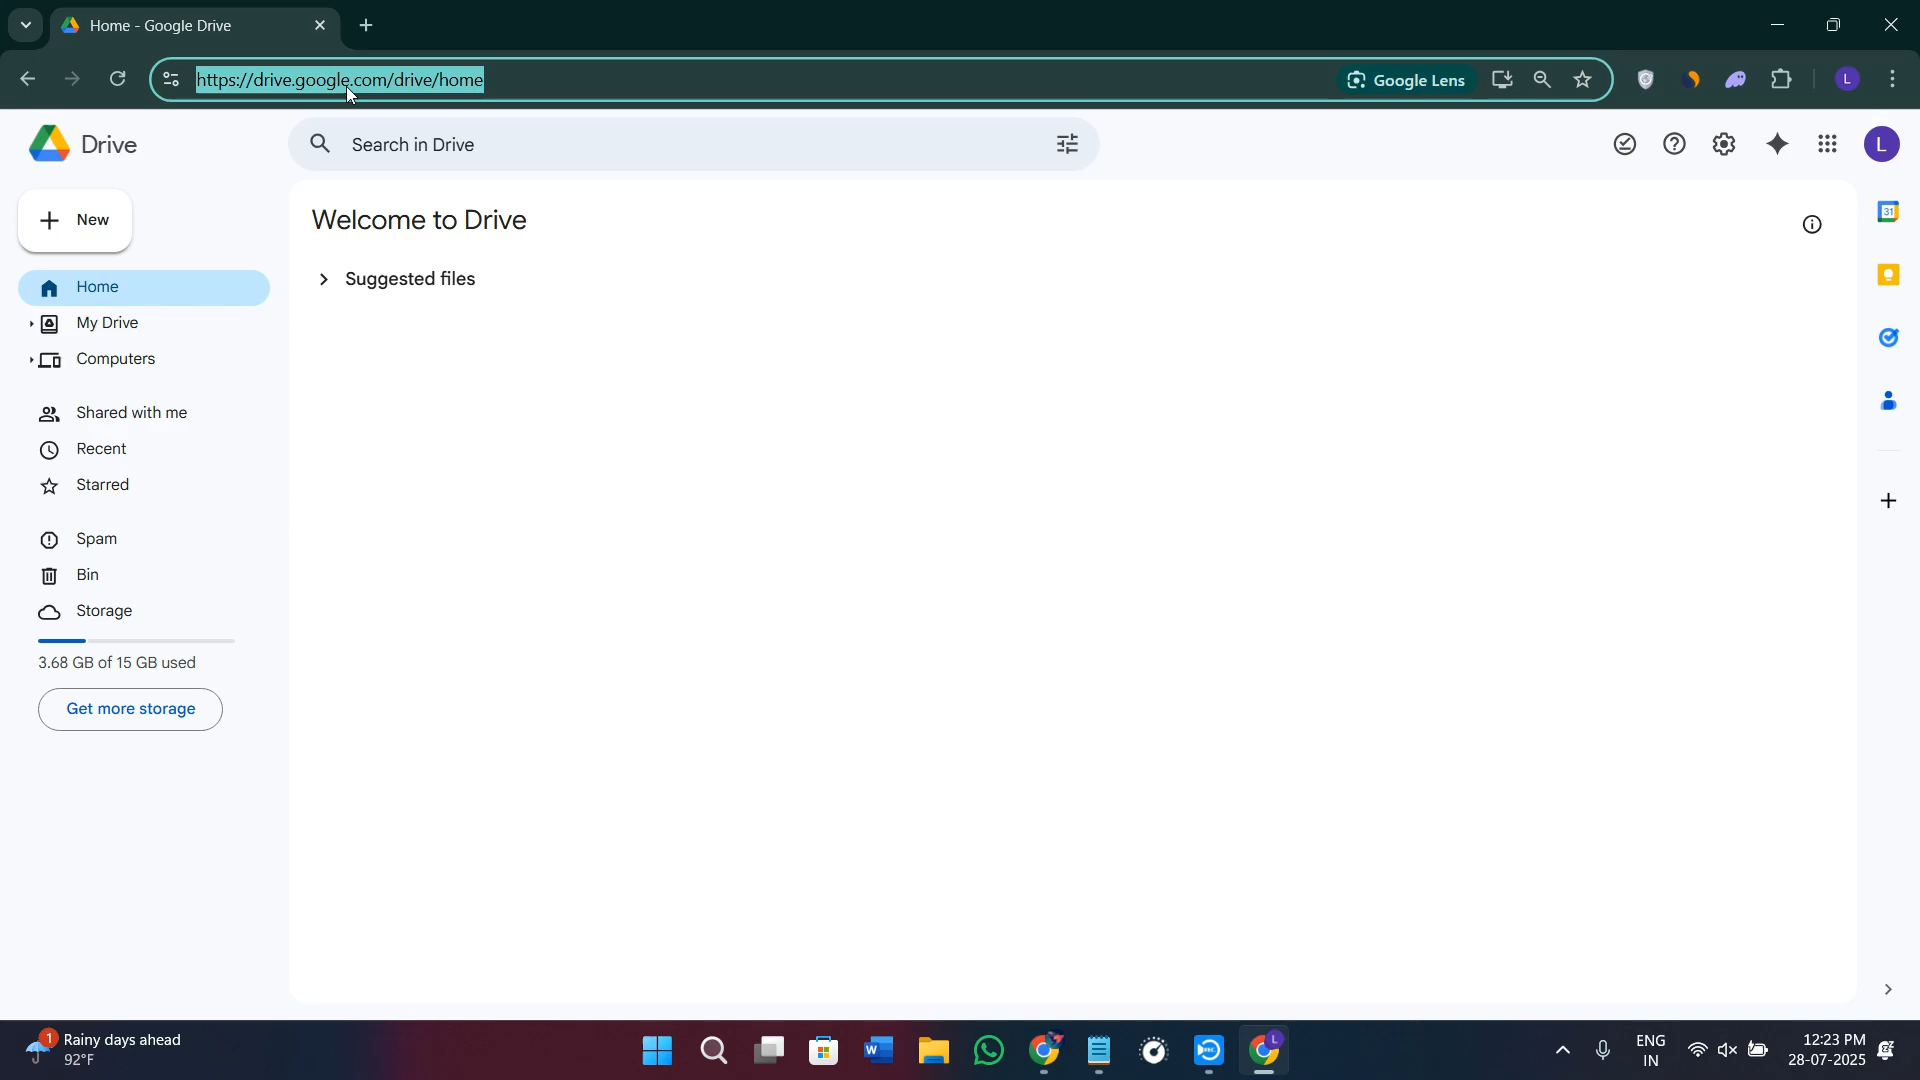 Home - Google Drive
https://drive.google.com/drive/home
Google Lens
L
Drive
Search in Drive
L
New
Welcome to Drive
31
Suggested files
Home
My Drive
Computers
Shared with me
Recent
Starred
Spam
Bin
Storage
3.68 GB of 15 GB used
Get more storage
1
Rainy days ahead
92°F
W
L
ENG
IN
12:23 PM
28-07-2025